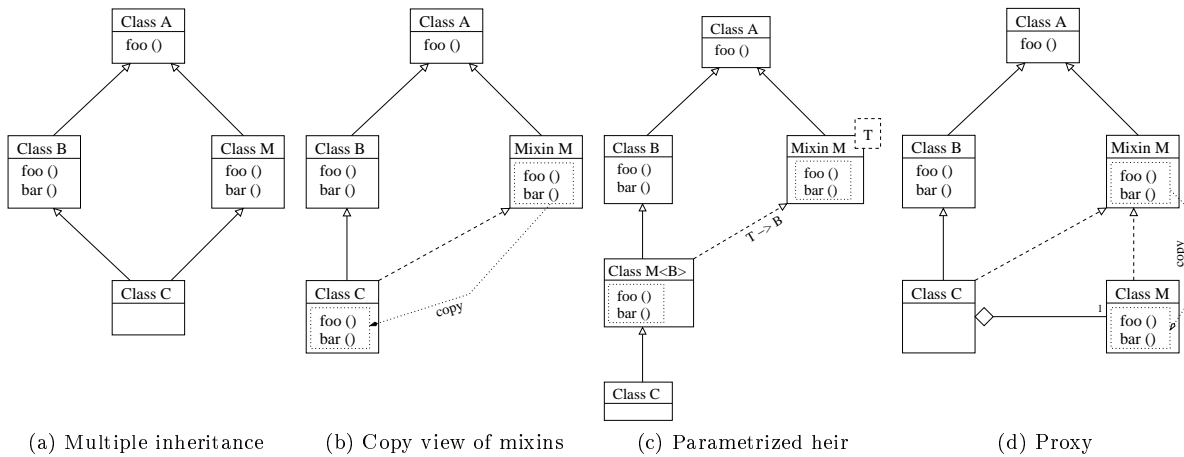 Class A
foo ()
Class B
foo ()
bar ()
Class M
foo ()
bar ()
Class C
(a) Multiple inheritance
Class A
foo ()
Class B
foo ()
bar ()
Mixin M
foo ()
bar ()
Class C
foo ()
bar ()
copy
(b) Copy view of mixins
Class A
foo ()
Class B
foo ()
bar ()
Mixin M
T
foo ()
bar ()
T -> B
Class M<B>
foo ()
bar ()
Class C
(c) Parametrized heir
Class A
foo ()
Class B
foo ()
bar ()
Mixin M
foo ()
bar ()
copy
Class C
1
Class M
foo ()
bar ()
(d) Proxy